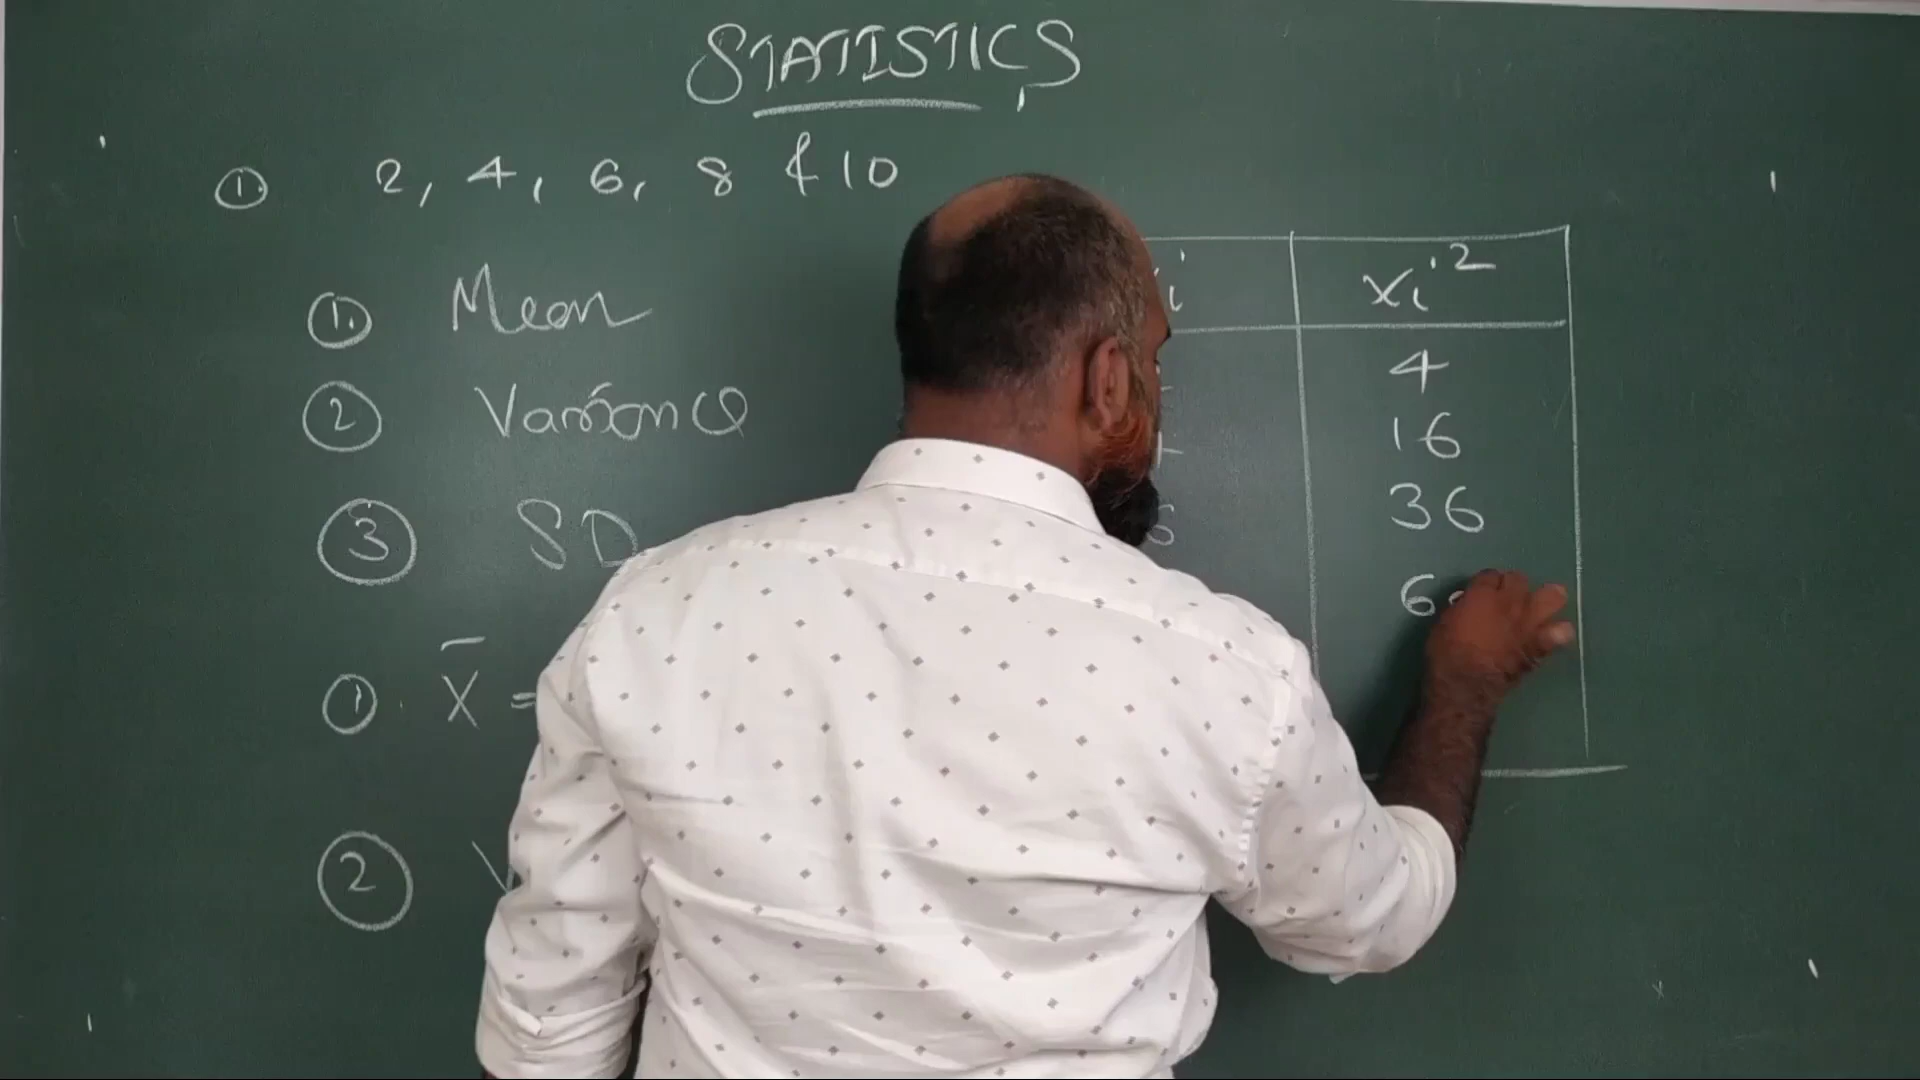 STATISTICS
① 2, 4, 6, 8 & 10
① Mean
② Variance
③ SD
xi²
4
16
36
6
① x̄ =
②